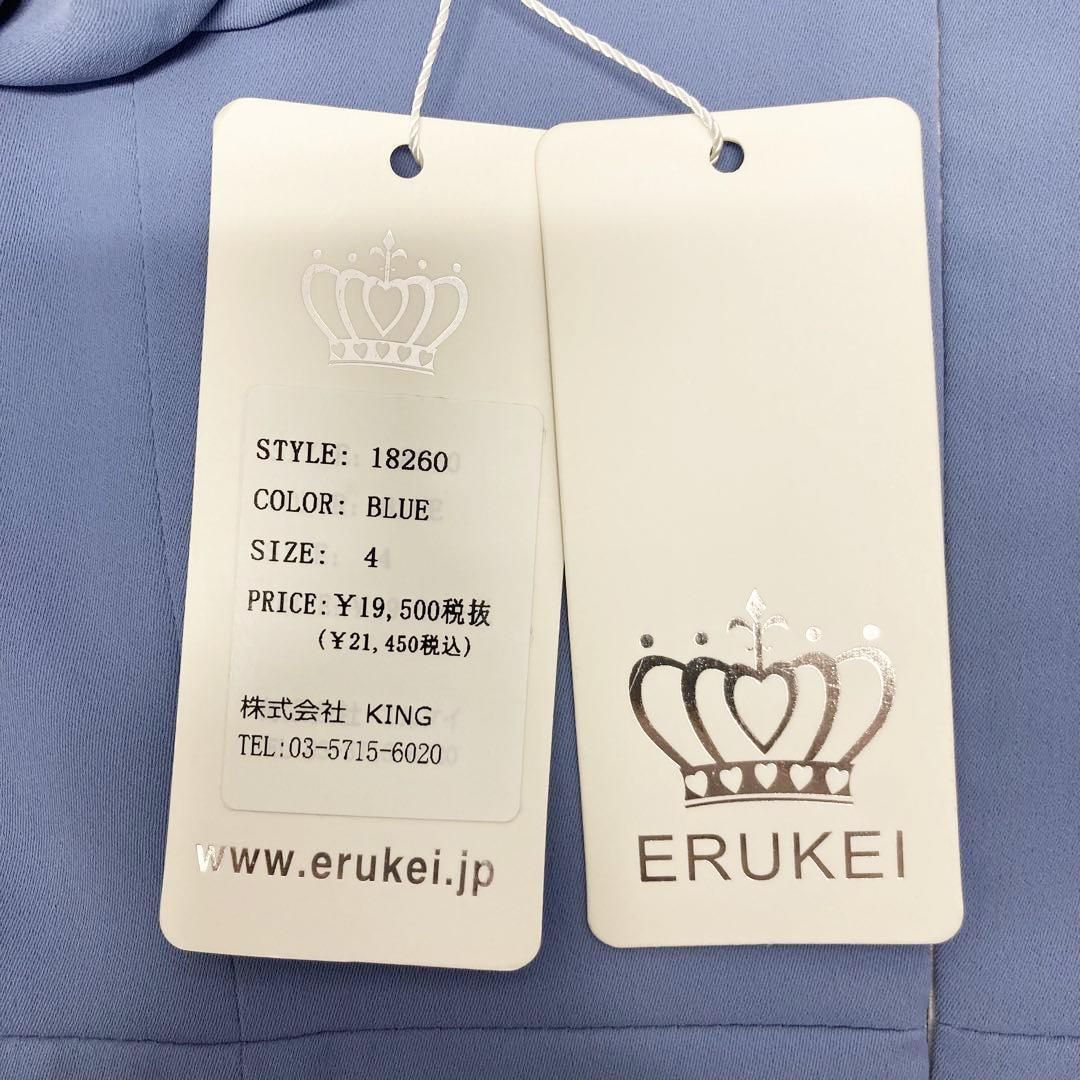 STYLE: 18260
COLOR: BLUE
SIZE: 4
PRICE:¥19,500税抜
(¥21,450税込)
株式会社 KING
TEL:03-5715-6020
www.erukei.jp
ERUKEI